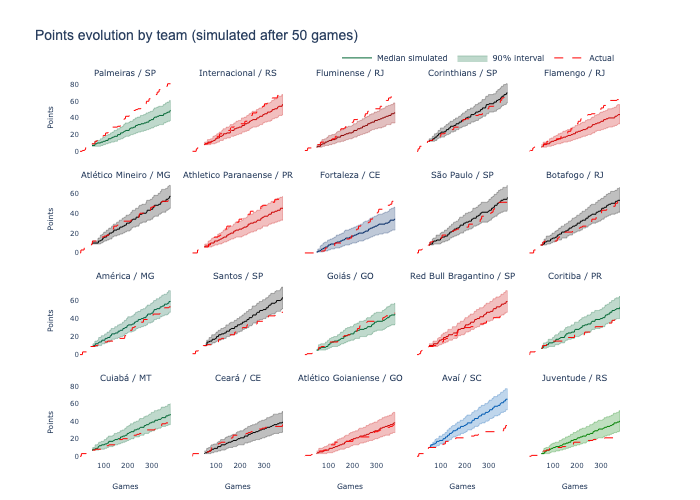 Points evolution by team (simulated after 50 games)
Median simulated 90% interval Actual
Palmeiras / SP Internacional / RS Fluminense / RJ Corinthians / SP Flamengo / RJ
80
60
40
20
0
Points
Atlético Mineiro / MG Athletico Paranaense / PR Fortaleza / CE São Paulo / SP Botafogo / RJ
60
40
20
0
Points
América / MG Santos / SP Goiás / GO Red Bull Bragantino / SP Coritiba / PR
60
40
20
0
Points
Cuiabá / MT Ceará / CE Atlético Goianiense / GO Avaí / SC Juventude / RS
80
60
40
20
0
Points
100 200 300 100 200 300 100 200 300 100 200 300 100 200 300
Games Games Games Games Games